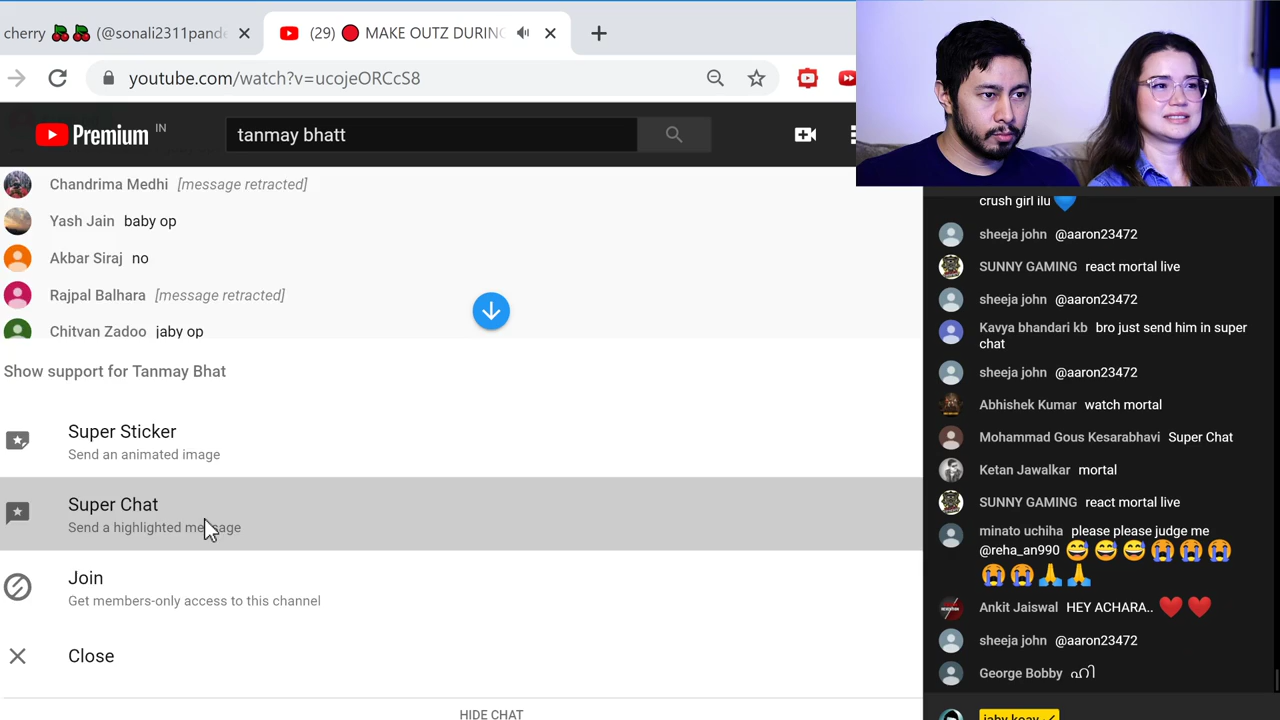 cherry 🍒🍒 (@sonali2311pande
(29) 🔴 MAKE OUTZ DURING
youtube.com/watch?v=ucojeORCcS8
Premium IN
tanmay bhatt
Chandrima Medhi [message retracted]
Yash Jain baby op
Akbar Siraj no
Rajpal Balhara [message retracted]
Chitvan Zadoo jaby op
Show support for Tanmay Bhat
Super Sticker
Send an animated image
Super Chat
Send a highlighted message
Join
Get members-only access to this channel
Close
HIDE CHAT
crush girl ilu 💙
sheeja john @aaron23472
SUNNY GAMING react mortal live
sheeja john @aaron23472
Kavya bhandari kb bro just send him in super
chat
sheeja john @aaron23472
Abhishek Kumar watch mortal
Mohammad Gous Kesarabhavi Super Chat
Ketan Jawalkar mortal
SUNNY GAMING react mortal live
minato uchiha please please judge me
@reha_an990 😅😅😅😭😭😭
😭😭🙏🙏
Ankit Jaiswal HEY ACHARA.. ❤️❤️
sheeja john @aaron23472
George Bobby ഹി
jaby koay